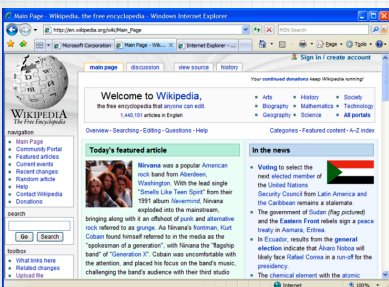 Main Page - Wikipedia, the free encyclopedia - Windows Internet Explorer
http://en.wikipedia.org/wiki/Main_Page
MSN Search
Microsoft Corporation
Main Page - Wiki...
Internet Explorer - ...
Page
Tools
Sign in / create account
main page
discussion
view source
history
Your continued donations keep Wikipedia running!
WIKIPEDIA
The Free Encyclopedia
Welcome to Wikipedia,
the free encyclopedia that anyone can edit.
1,440,101 articles in English
Arts
History
Society
Biography
Mathematics
Technology
Geography
Science
All portals
Overview · Searching · Editing · Questions · Help
Categories · Featured content · A–Z index
navigation
Main Page
Community Portal
Featured articles
Current events
Recent changes
Random article
Help
Contact Wikipedia
Donations
search
Go
Search
toolbox
What links here
Related changes
Upload file
Today's featured article
Nirvana was a popular American
rock band from Aberdeen,
Washington. With the lead single
"Smells Like Teen Spirit" from their
1991 album Nevermind, Nirvana
exploded into the mainstream,
bringing along with it an offshoot of punk and alternative
rock referred to as grunge. As Nirvana's frontman, Kurt
Cobain found himself referred to in the media as the
"spokesman of a generation", with Nirvana the "flagship
band" of "Generation X". Cobain was uncomfortable with
the attention, and placed his focus on the band's music,
challenging the band's audience with their third studio
In the news
Voting to select the
next elected member of
the United Nations
Security Council from Latin America and
the Caribbean remains a stalemate.
The government of Sudan (flag pictured)
and the Eastern Front rebels sign a peace
treaty in Asmara, Eritrea.
In Ecuador, results from the general
election indicate that Álvaro Noboa will
likely face Rafael Correa in a run-off for the
presidency.
The chemical element with the atomic
Internet
100%